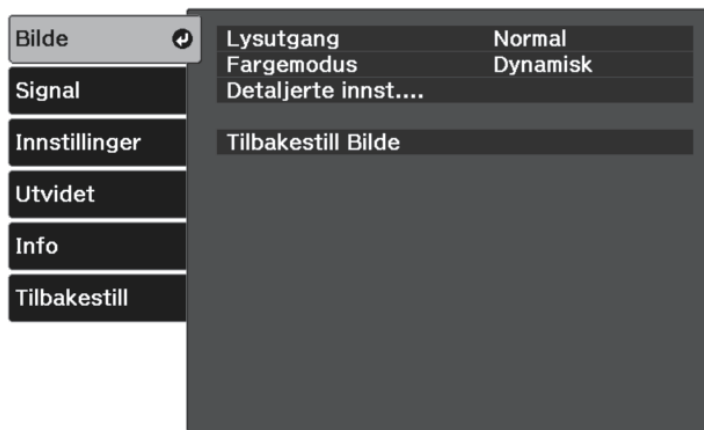 Bilde
Signal
Innstillinger
Utvidet
Info
Tilbakestill
Lysutgang Normal
Fargemodus Dynamisk
Detaljerte innst....
Tilbakestill Bilde